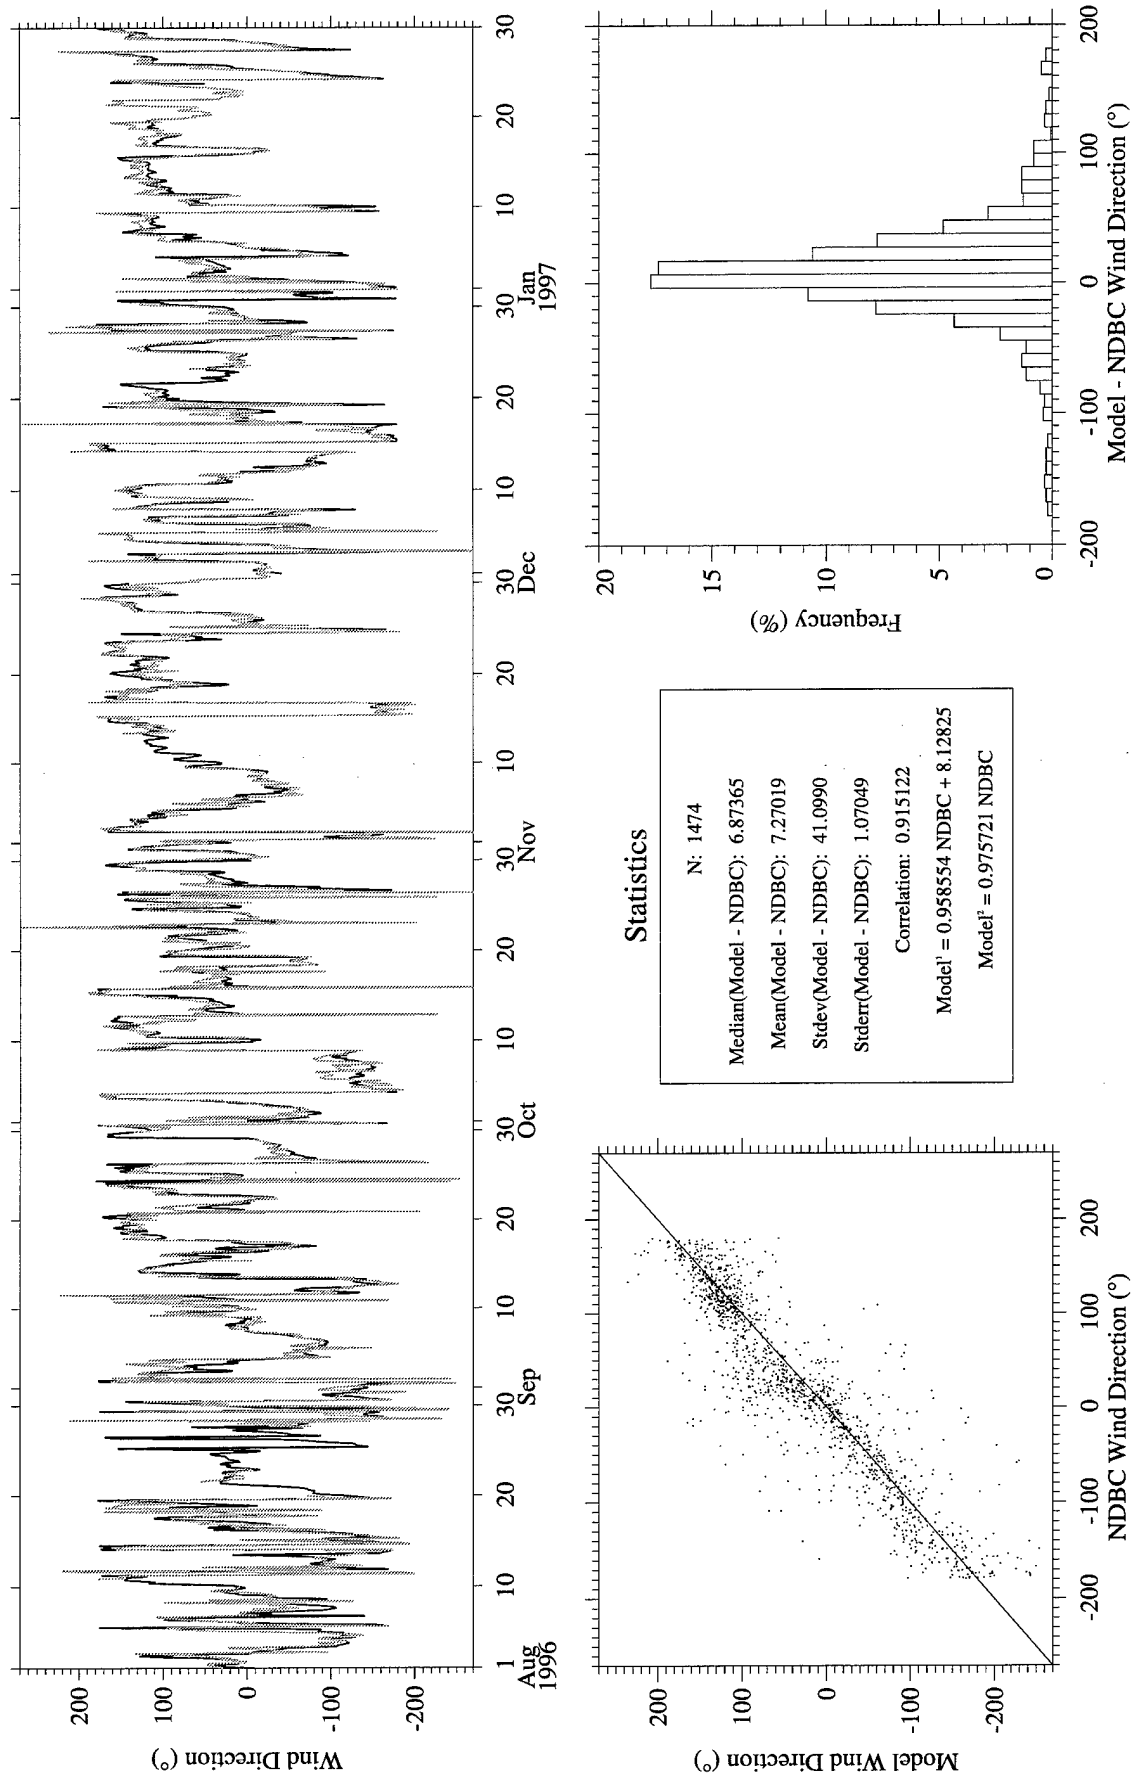 Wind Direction (°)
200
100
0
-100
-200
1
10
20
30
10
20
30
10
20
30
10
20
30
10
20
30
10
20
30
Aug
Sep
Oct
Nov
Dec
Jan
1996
1997
Model Wind Direction (°)
200
100
0
-100
-200
-200
-100
0
100
200
NDBC Wind Direction (°)
Statistics
N: 1474
Median(Model - NDBC): 6.87365
Mean(Model - NDBC): 7.27019
Stdev(Model - NDBC): 41.0990
Stderr(Model - NDBC): 1.07049
Correlation: 0.915122
Model¹ = 0.958554 NDBC + 8.12825
Model² = 0.975721 NDBC
Frequency (%)
20
15
10
5
0
-200
-100
0
100
200
Model - NDBC Wind Direction (°)